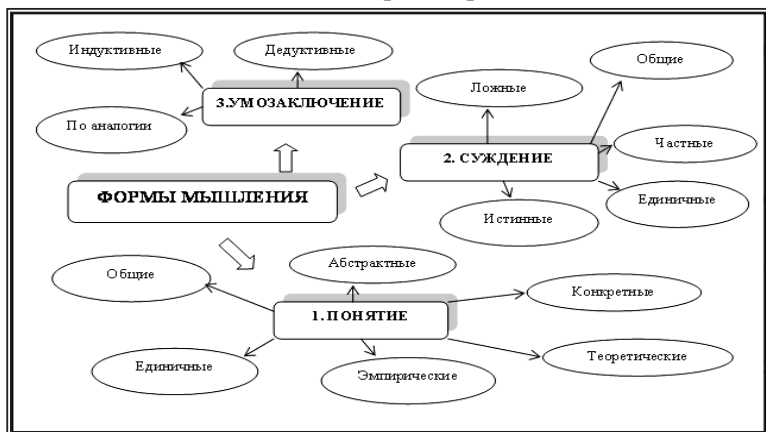 Индуктивные
Дедуктивные
Общие
Ложные
3.УМОЗАКЛЮЧЕНИЕ
По аналогии
Частные
2. СУЖДЕНИЕ
ФОРМЫ МЫШЛЕНИЯ
Единичные
Истинные
Абстрактные
Общие
Конкретные
1. ПОНЯТИЕ
Теоретические
Единичные
Эмпирические